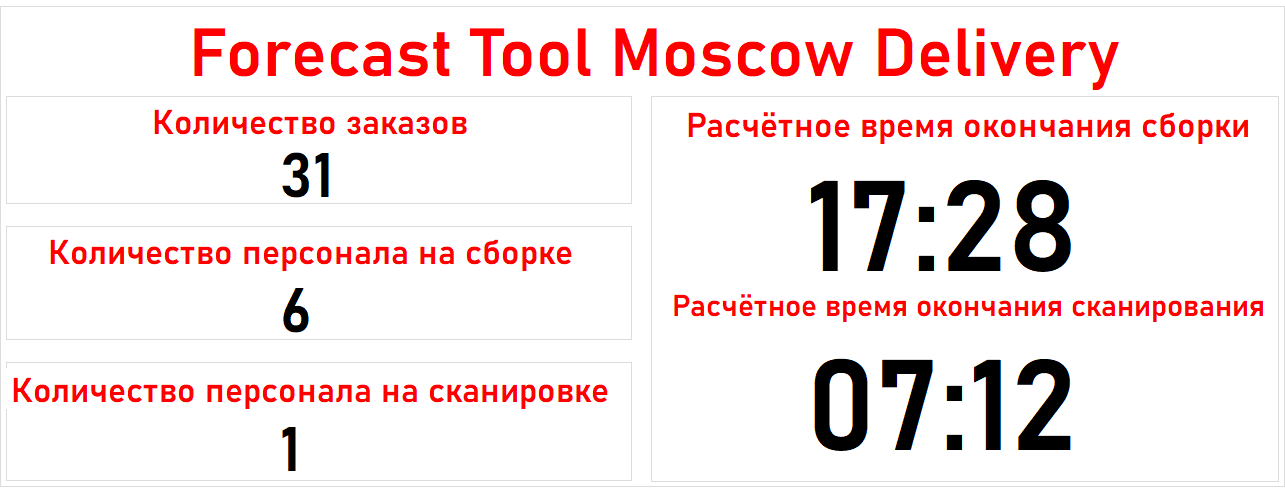 Forecast Tool Moscow Delivery
Количество заказов
31
Количество персонала на сборке
6
Количество персонала на сканировке
1
Расчётное время окончания сборки
17:28
Расчётное время окончания сканирования
07:12